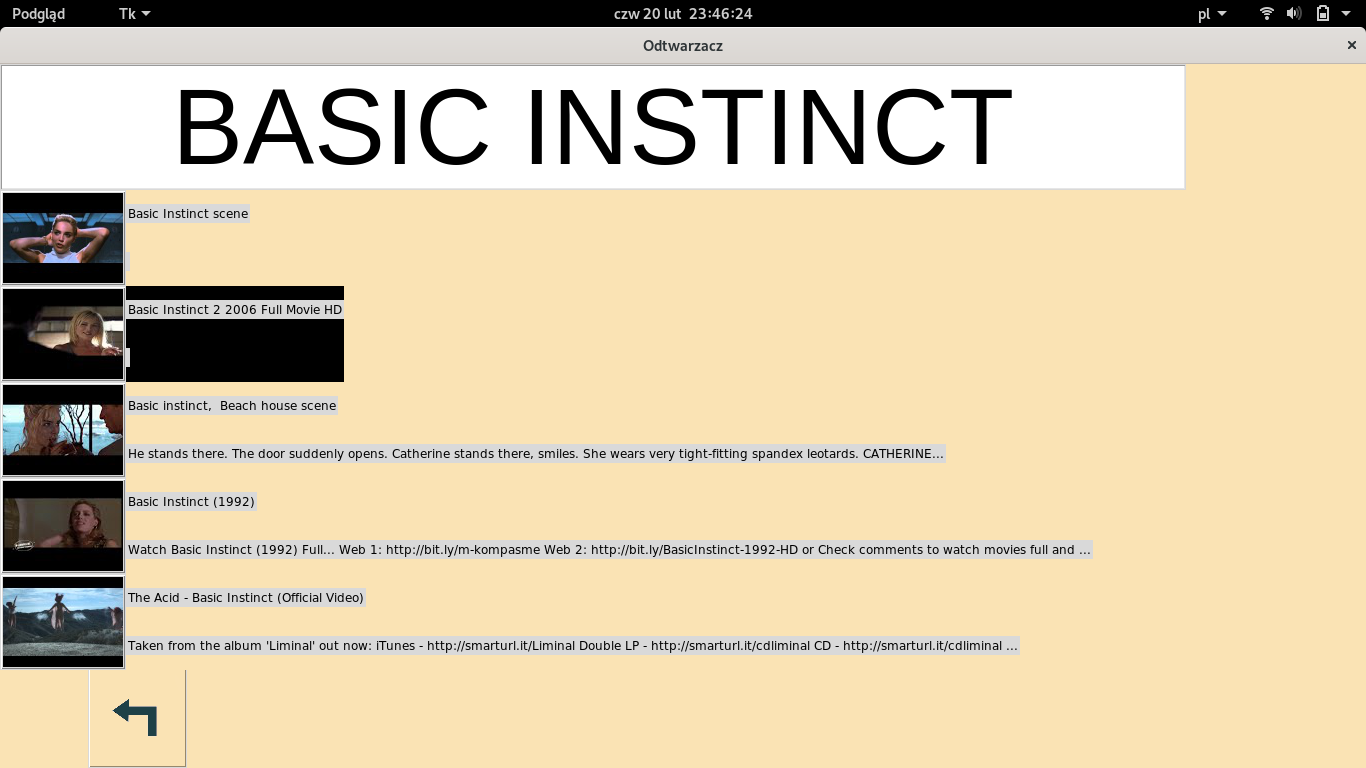 Podgląd Tk czw 20 lut 23:46:24 pl
Odtwarzacz
BASIC INSTINCT
Basic Instinct scene
Basic Instinct 2 2006 Full Movie HD
Basic instinct,  Beach house scene
He stands there. The door suddenly opens. Catherine stands there, smiles. She wears very tight-fitting spandex leotards. CATHERINE...
Basic Instinct (1992)
Watch Basic Instinct (1992) Full... Web 1: http://bit.ly/m-kompasme Web 2: http://bit.ly/BasicInstinct-1992-HD or Check comments to watch movies full and ...
The Acid - Basic Instinct (Official Video)
Taken from the album 'Liminal' out now: iTunes - http://smarturl.it/Liminal Double LP - http://smarturl.it/cdliminal CD - http://smarturl.it/cdliminal ...